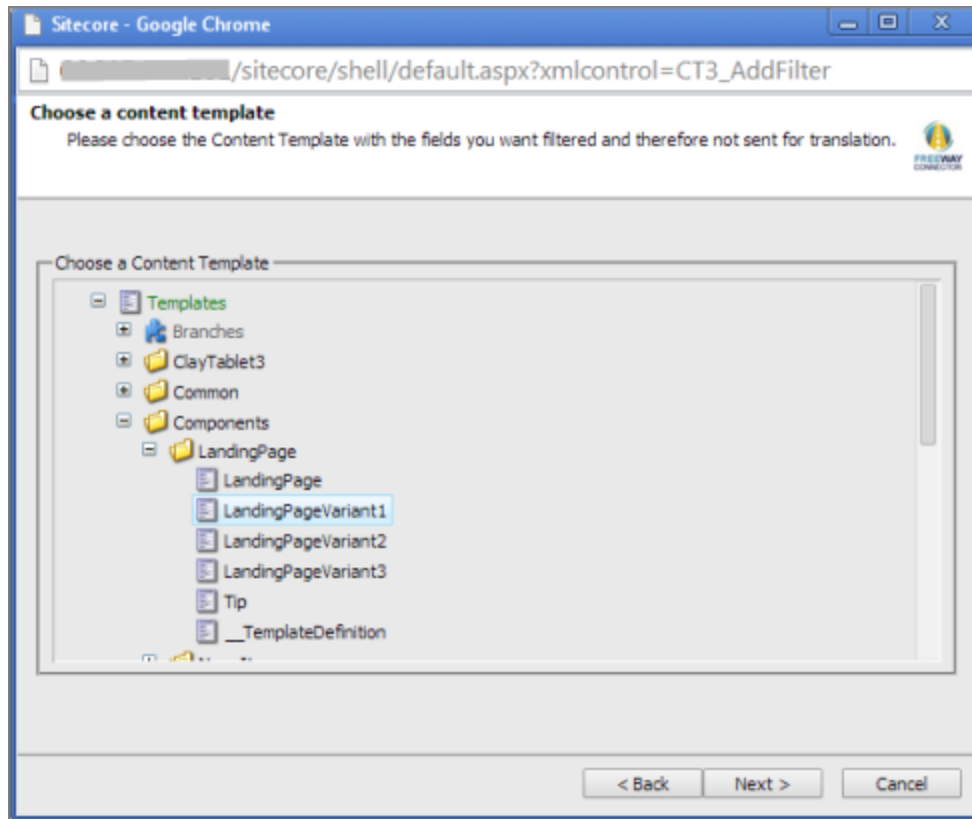 Sitecore - Google Chrome
/sitecore/shell/default.aspx?xmlcontrol=CT3_AddFilter
Choose a content template
Please choose the Content Template with the fields you want filtered and therefore not sent for translation.
FREEWAY
CONNECTOR
Choose a Content Template
Templates
Branches
ClayTablet3
Common
Components
LandingPage
LandingPage
LandingPageVariant1
LandingPageVariant2
LandingPageVariant3
Tip
__TemplateDefinition
< Back Next > Cancel